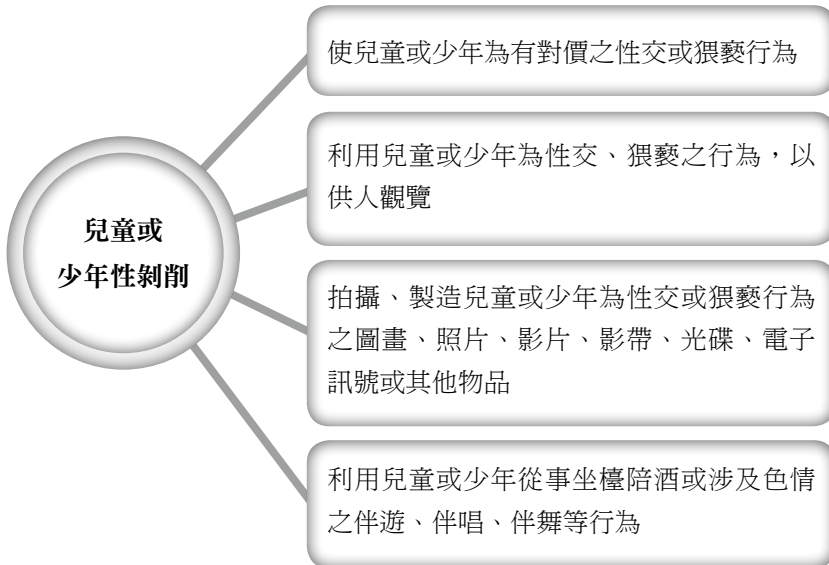 兒童或
少年性剝削
使兒童或少年為有對價之性交或猥褻行為
利用兒童或少年為性交、猥褻之行為，以
供人觀覽
拍攝、製造兒童或少年為性交或猥褻行為
之圖畫、照片、影片、影帶、光碟、電子
訊號或其他物品
利用兒童或少年從事坐檯陪酒或涉及色情
之伴遊、伴唱、伴舞等行為